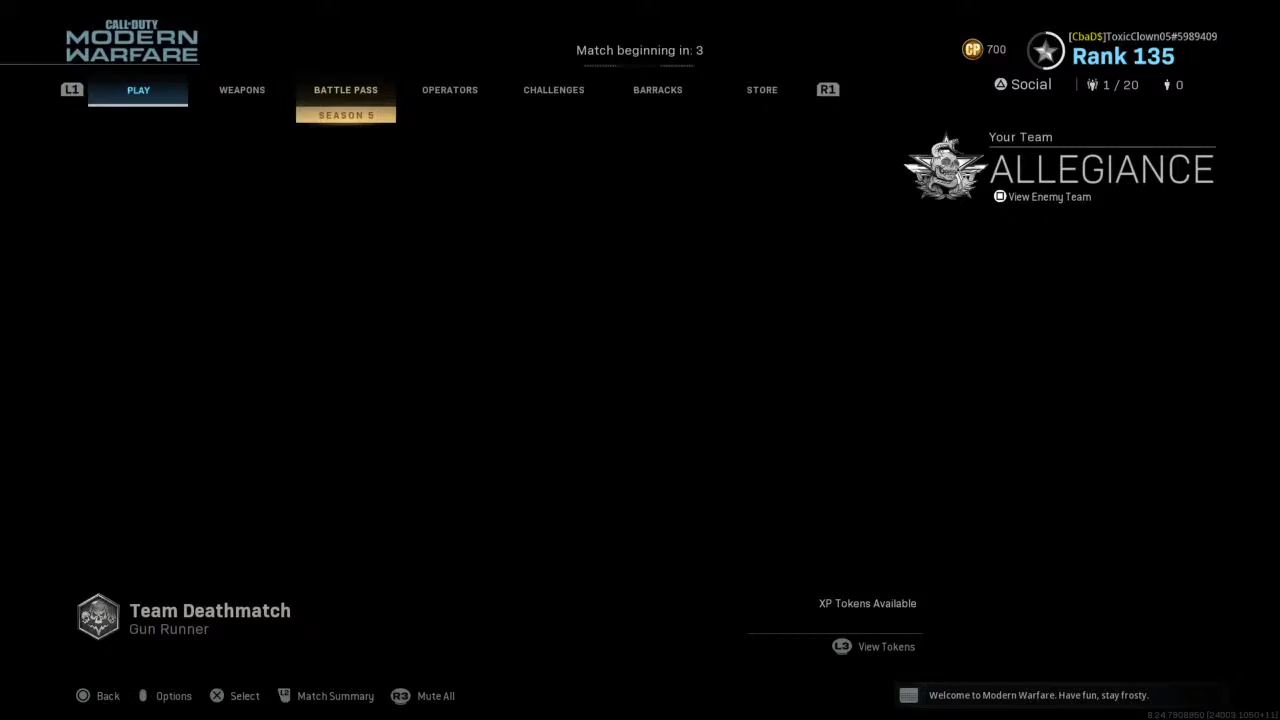 CALL OF DUTY
MODERN
WARFARE
Match beginning in: 3
CP 700
[CbaD$]ToxicClown05#5989409
Rank 135
Social
1 / 20
0
L1
PLAY
WEAPONS
BATTLE PASS
OPERATORS
CHALLENGES
BARRACKS
STORE
R1
SEASON 5
Your Team
ALLEGIANCE
View Enemy Team
Team Deathmatch
Gun Runner
XP Tokens Available
L3 View Tokens
Back
Options
Select
L2 Match Summary
R3 Mute All
Welcome to Modern Warfare. Have fun, stay frosty.